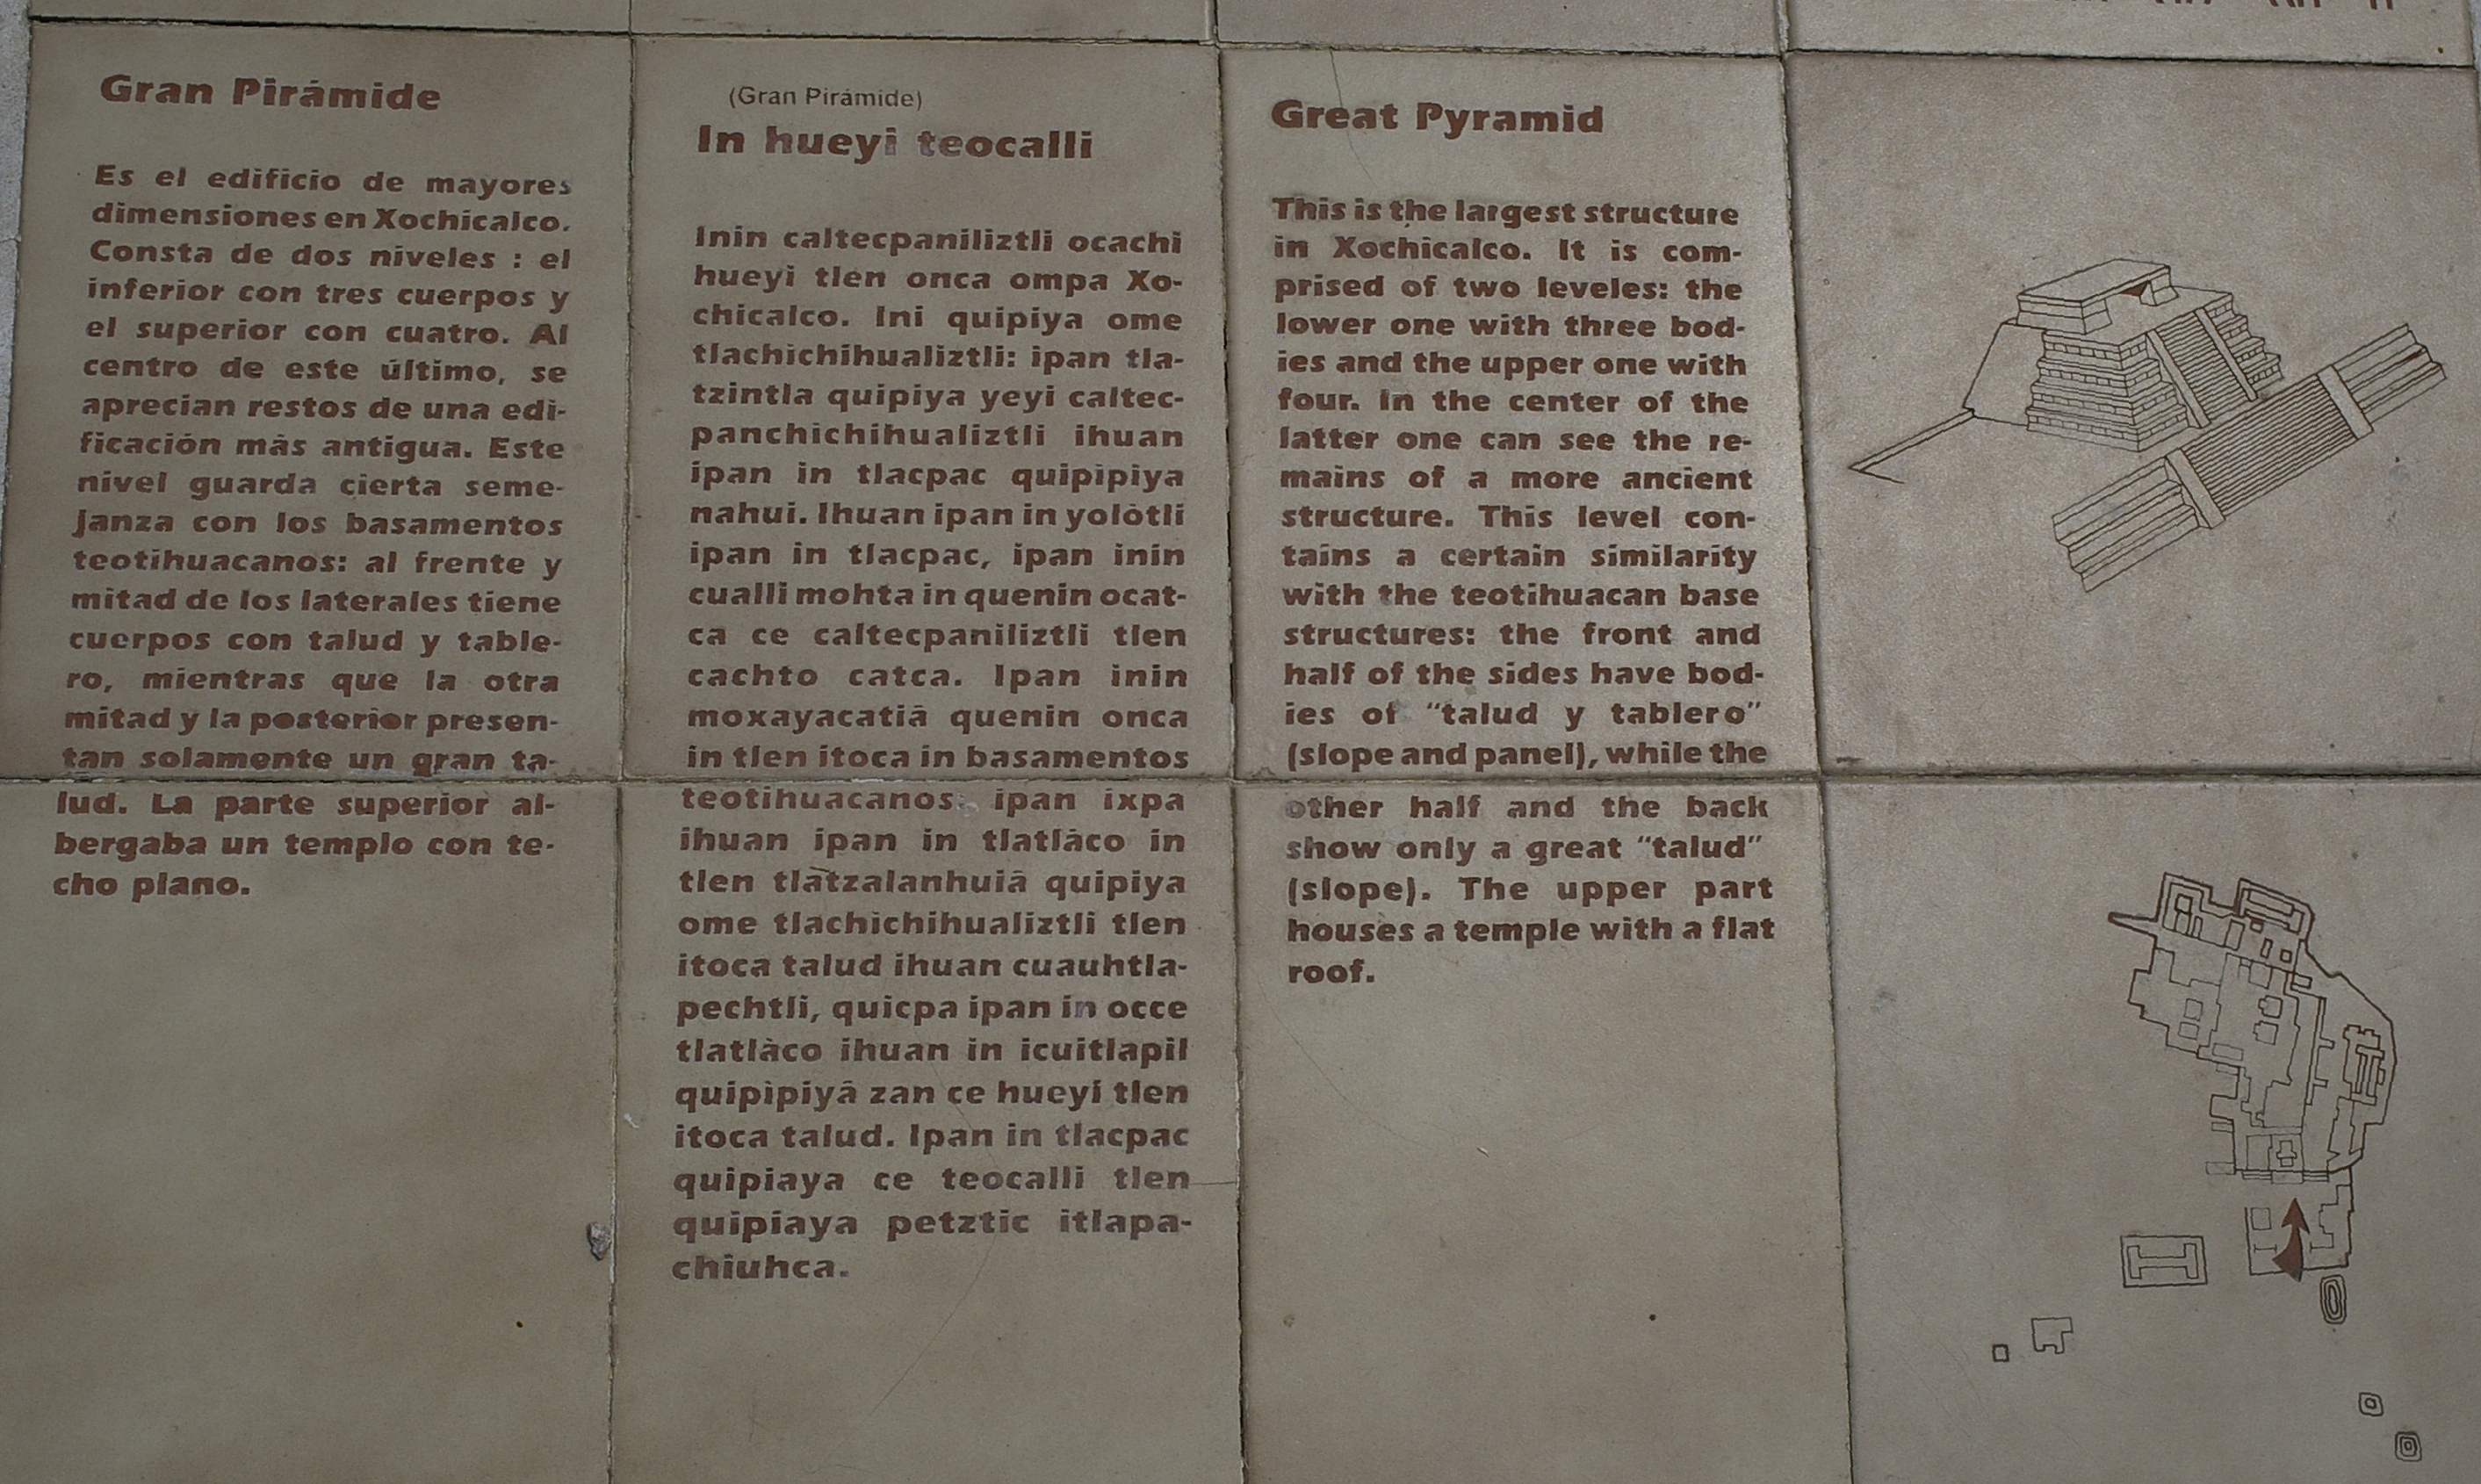 Gran Pirámide
Es el edificio de mayores
dimensiones en Xochicalco.
Consta de dos niveles : el
inferior con tres cuerpos y
el superior con cuatro. Al
centro de este último, se
aprecian restos de una edi-
ficación más antigua. Este
nivel guarda cierta seme-
janza con los basamentos
teotihuacanos: al frente y
mitad de los laterales tiene
cuerpos con talud y table-
ro, mientras que la otra
mitad y la posterior presen-
tan solamente un gran ta-
lud. La parte superior al-
bergaba un templo con te-
cho plano.
(Gran Pirámide)
In hueyi teocalli
Inin caltecpaniliztli ocachi
hueyi tlen onca ompa Xo-
chicalco. Ini quipiya ome
tlachichihualiztli: ipan tla-
tzintla quipiya yeyi caltec-
panchichihualiztli ihuan
ipan in tlacpac quipìpiya
nahui. Ihuan ipan in yolòtli
ipan in tlacpac, ipan inin
cualli mohta in quenin ocat-
ca ce caltecpaniliztli tlen
cachto catca. Ipan inin
moxayacatiâ quenin onca
in tlen itoca in basamentos
teotihuacanos: ipan ixpa
ihuan ipan in tlatlàco in
tlen tlàtzalanhuiâ quipiya
ome tlachichihualiztli tlen
itoca talud ihuan cuauhtla-
pechtli, quicpa ipan in occe
tlatlàco ihuan in icuitlapil
quipìpiyâ zan ce hueyi tlen
itoca talud. Ipan in tlacpac
quipiaya ce teocalli tlen
quipiaya petztic itlapa-
chiuhca.
Great Pyramid
This is the largest structure
in Xochicalco. It is com-
prised of two leveles: the
lower one with three bod-
ies and the upper one with
four. In the center of the
latter one can see the re-
mains of a more ancient
structure. This level con-
tains a certain similarity
with the teotihuacan base
structures: the front and
half of the sides have bod-
ies of “talud y tablero”
(slope and panel), while the
other half and the back
show only a great “talud”
(slope). The upper part
houses a temple with a flat
roof.